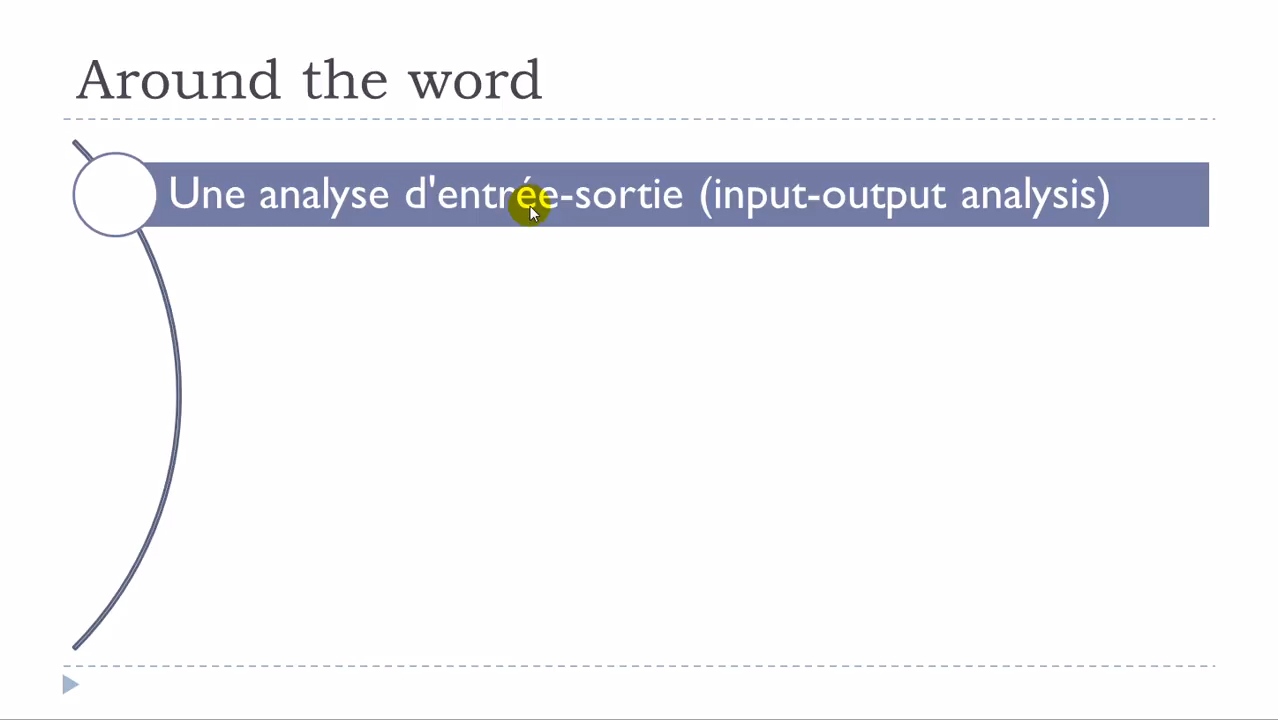 Around the word
Une analyse d'entrée-sortie (input-output analysis)